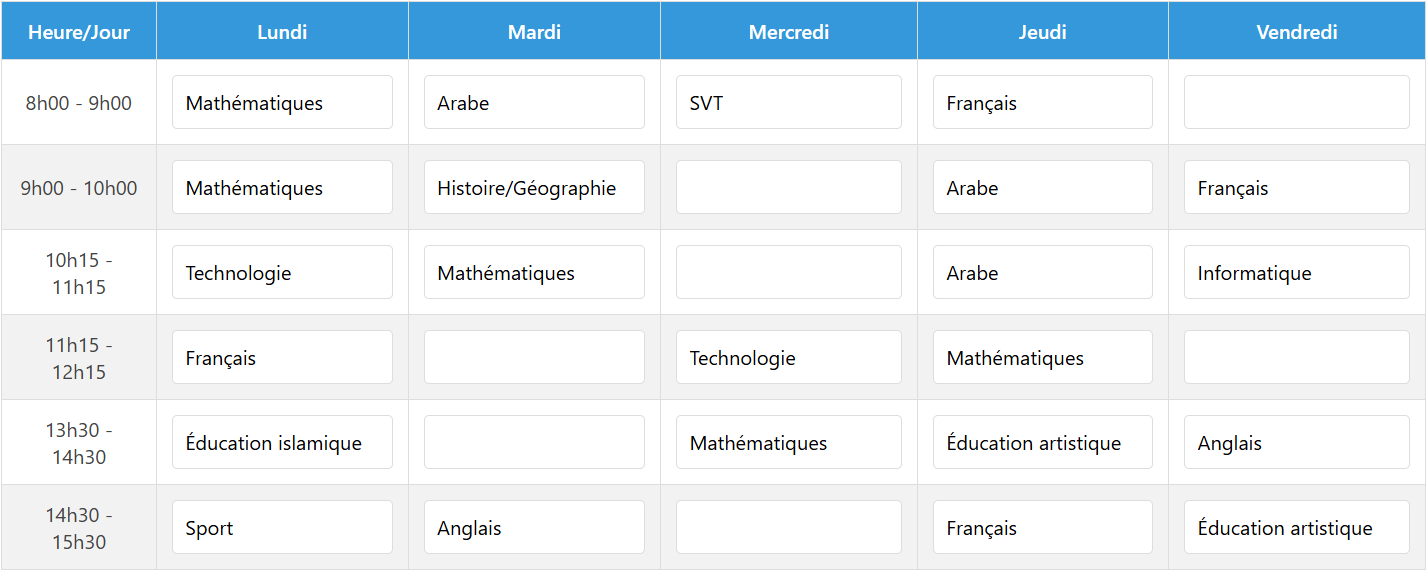 Heure/Jour Lundi Mardi Mercredi Jeudi Vendredi
8h00 - 9h00 Mathématiques Arabe SVT Français
9h00 - 10h00 Mathématiques Histoire/Géographie Arabe Français
10h15 -
11h15 Technologie Mathématiques Arabe Informatique
11h15 -
12h15 Français Technologie Mathématiques
13h30 -
14h30 Éducation islamique Mathématiques Éducation artistique Anglais
14h30 -
15h30 Sport Anglais Français Éducation artistique